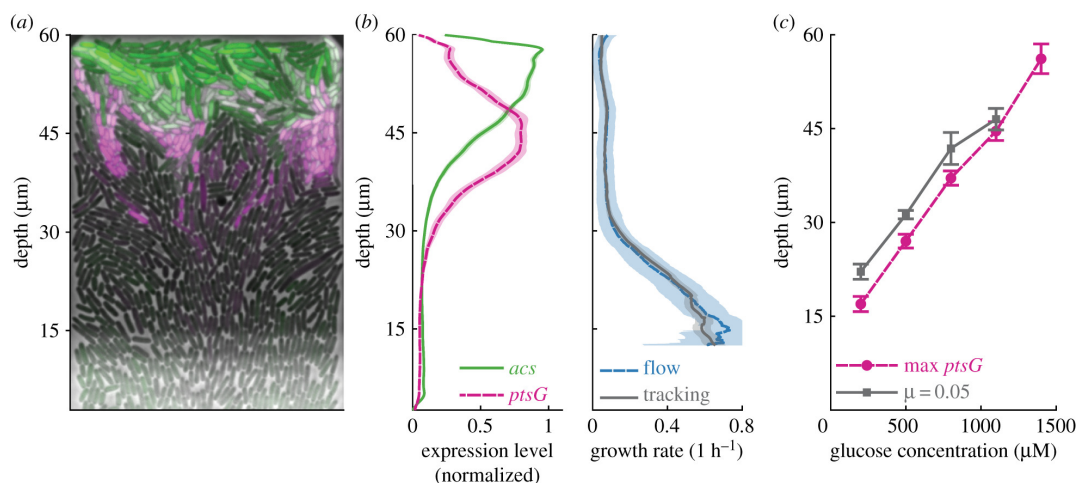 (a)
(b)
(c)
60
45
30
15
depth (µm)
60
45
30
15
depth (µm)
0
0.5
1
expression level
(normalized)
acs
ptsG
0
0.4
0.8
growth rate (1 h⁻¹)
flow
tracking
60
45
30
15
depth (µm)
0
500
1000
1500
glucose concentration (µM)
max ptsG
µ = 0.05